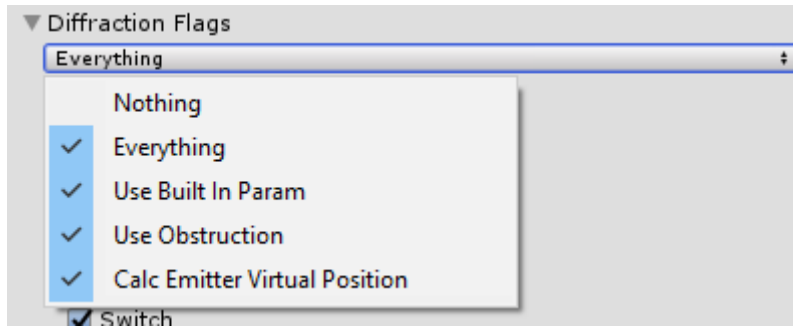 Diffraction Flags
Everything
Nothing
Everything
Use Built In Param
Use Obstruction
Calc Emitter Virtual Position
Switch